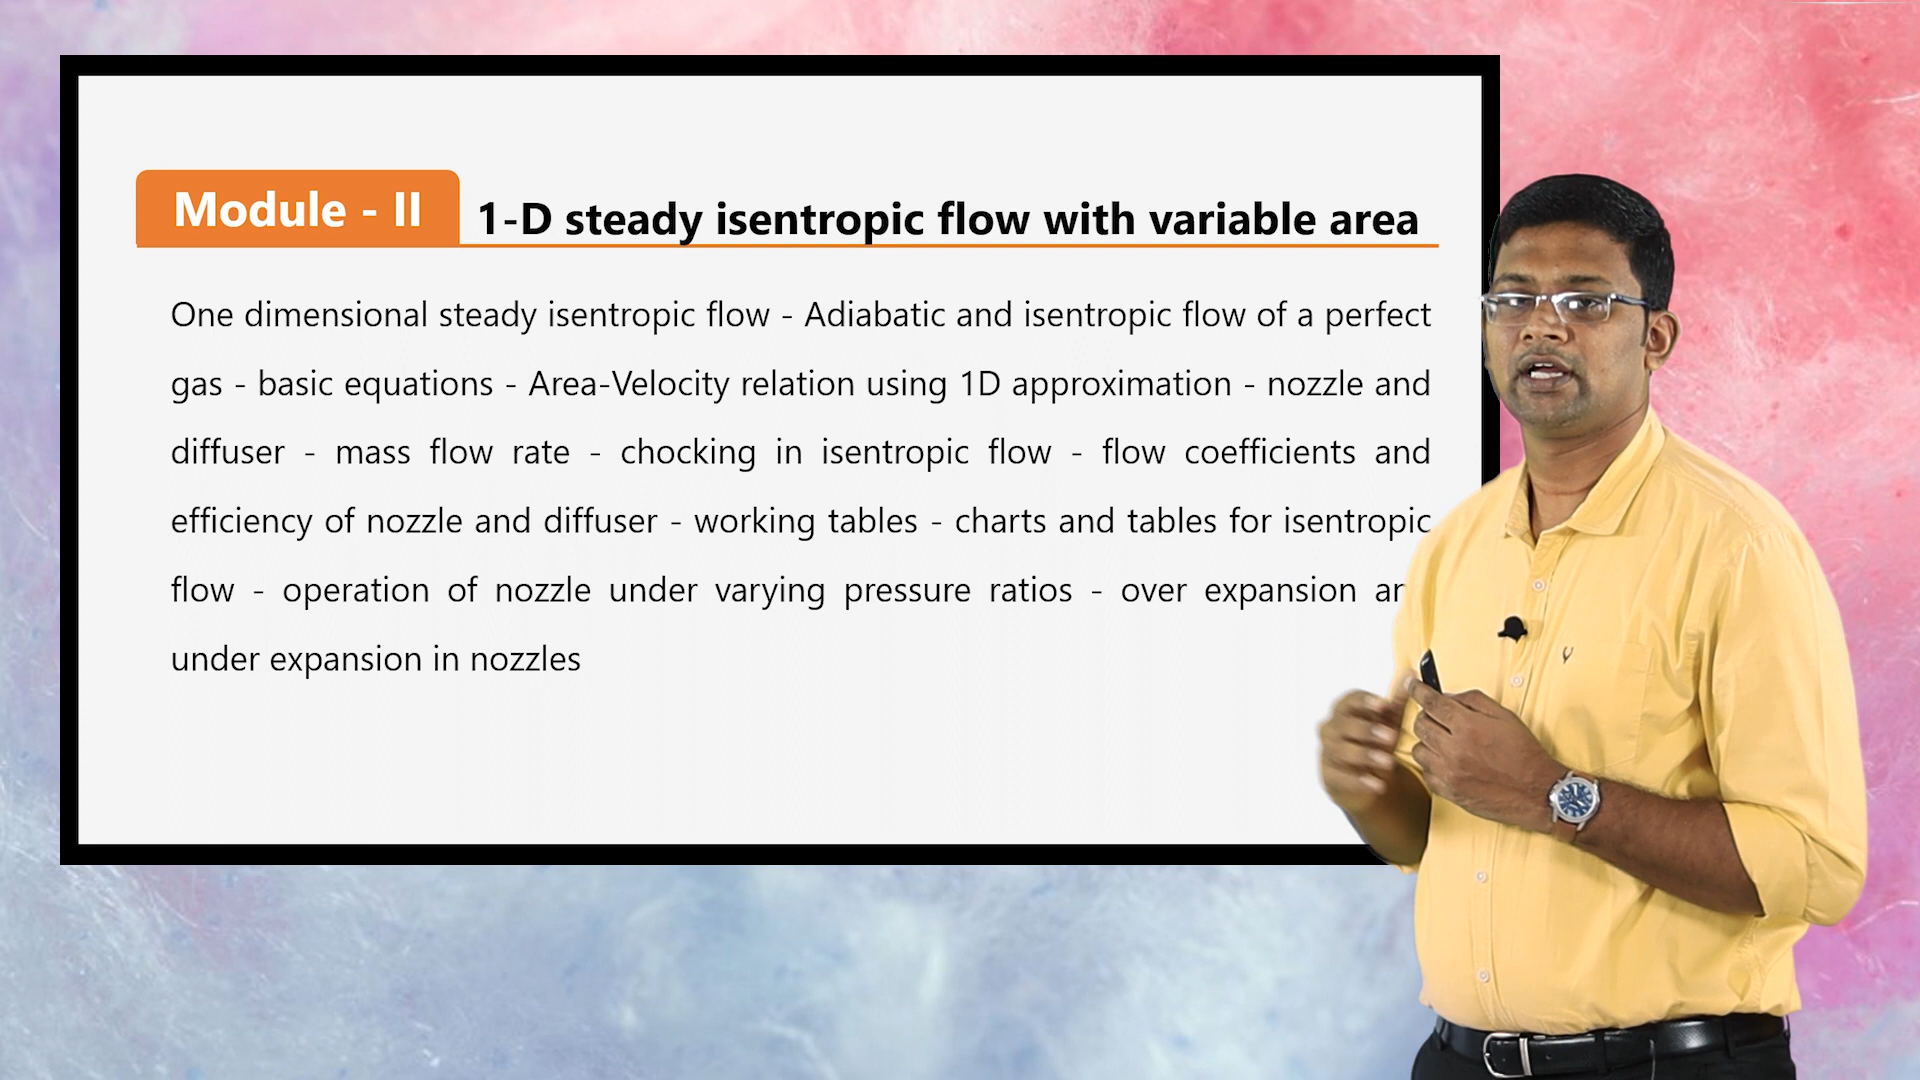 Module - II
1-D steady isentropic flow with variable area
One dimensional steady isentropic flow - Adiabatic and isentropic flow of a perfect
gas - basic equations - Area-Velocity relation using 1D approximation - nozzle and
diffuser - mass flow rate - chocking in isentropic flow - flow coefficients and
efficiency of nozzle and diffuser - working tables - charts and tables for isentropic
flow - operation of nozzle under varying pressure ratios - over expansion
under expansion in nozzles